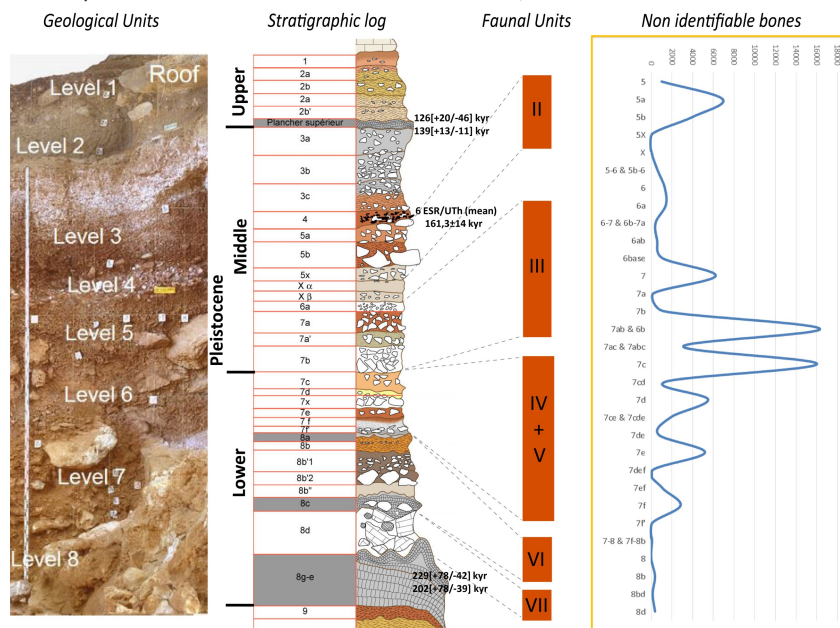 Geological Units
Stratigraphic log
Faunal Units
Non identifiable bones
Roof
Level 1
Level 2
Level 3
Level 4
Level 5
Level 6
Level 7
Level 8
Pleistocene
Upper
Middle
Lower
1
2a
2b
2a
2b'
Plancher supérieur
3a
3b
3c
4
5a
5b
5x
X α
X β
6a
7a
7a'
7b
7c
7d
7x
7e
7 f
7f'
8a
8b
8b'1
8b'2
8b"
8c
8d
8g-e
9
126[+20/-46] kyr
139[+13/-11] kyr
6 ESR/UTh (mean)
161,3±14 kyr
229[+78/-42] kyr
202[+78/-39] kyr
II
III
IV
+
V
VI
VII
0
2000
4000
6000
8000
10000
12000
14000
16000
18000
5
5a
5b
5X
X
5-6 & 5b-6
6
6a
6-7 & 6b-7a
6ab
6base
7
7a
7b
7ab & 6b
7ac & 7abc
7c
7cd
7d
7ce & 7cde
7de
7e
7def
7ef
7f
7f'
7-8 & 7f-8b
8
8b
8bd
8d